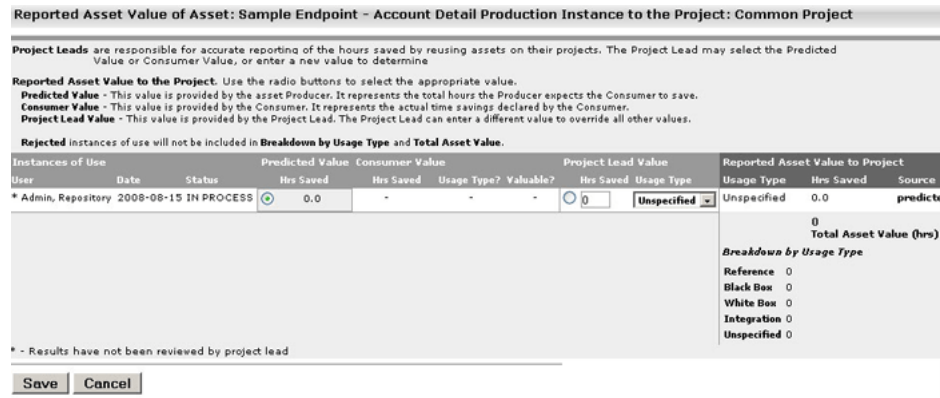 Reported Asset Value of Asset: Sample Endpoint - Account Detail Production Instance to the Project: Common Project
Project Leads are responsible for accurate reporting of the hours saved by reusing assets on their projects. The Project Lead may select the Predicted
Value or Consumer Value, or enter a new value to determine
Reported Asset Value to the Project. Use the radio buttons to select the appropriate value.
Predicted Value - This value is provided by the asset Producer. It represents the total hours the Producer expects the Consumer to save.
Consumer Value - This value is provided by the Consumer. It represents the actual time savings declared by the Consumer.
Project Lead Value - This value is provided by the Project Lead. The Project Lead can enter a different value to override all other values.
Rejected instances of use will not be included in Breakdown by Usage Type and Total Asset Value.
Instances of Use Predicted Value Consumer Value Project Lead Value Reported Asset Value to Project
User Date Status Hrs Saved Hrs Saved Usage Type? Valuable? Hrs Saved Usage Type Usage Type Hrs Saved Source
* Admin, Repository 2008-08-15 IN PROCESS 0.0 - - - 0 Unspecified Unspecified 0.0 predicte
0
Total Asset Value (hrs)
Breakdown by Usage Type
Reference 0
Black Box 0
White Box 0
Integration 0
Unspecified 0
* - Results have not been reviewed by project lead
Save Cancel